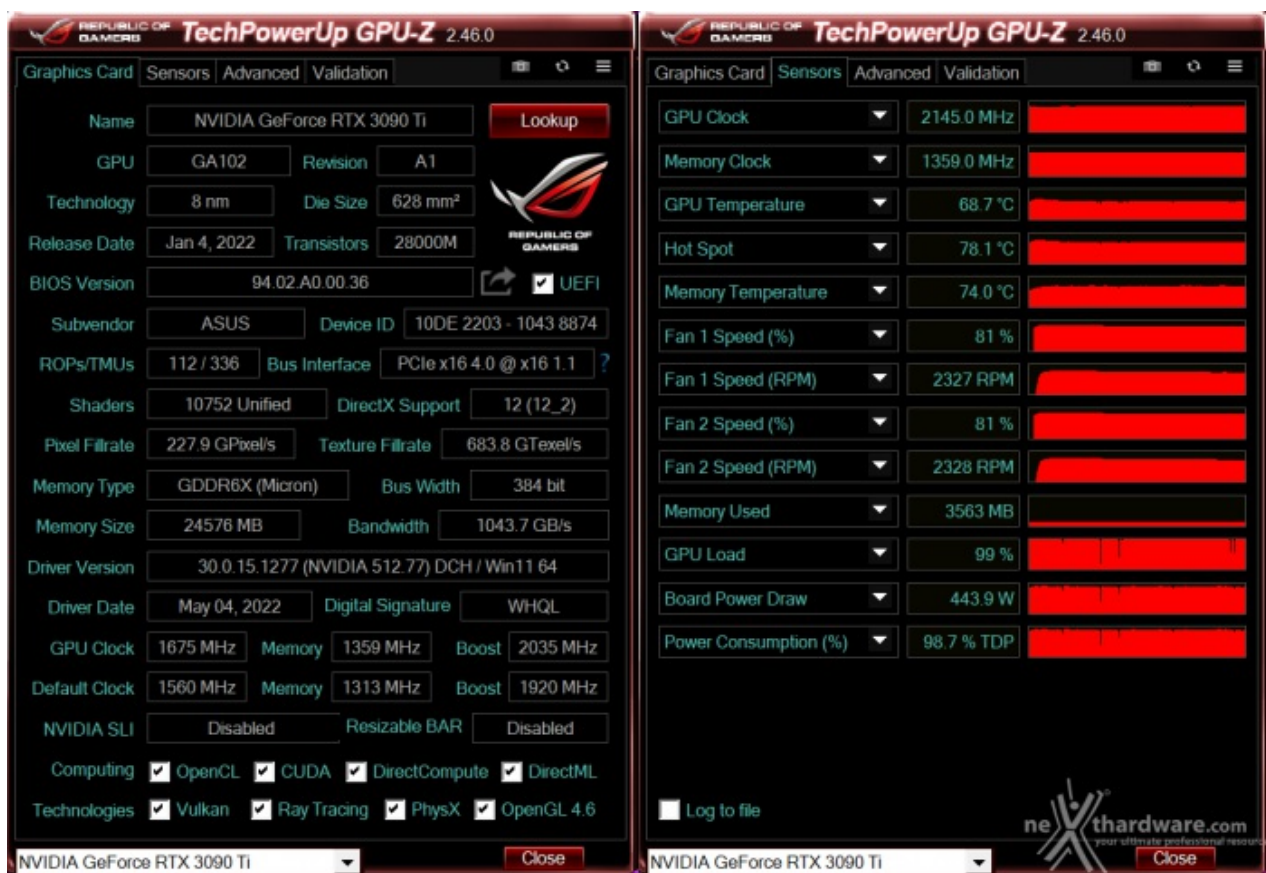 REPUBLIC OF GAMERS TechPowerUp GPU-Z 2.46.0
Graphics Card Sensors Advanced Validation
Name NVIDIA GeForce RTX 3090 Ti Lookup
GPU GA102 Revision A1
Technology 8 nm Die Size 628 mm²
Release Date Jan 4, 2022 Transistors 28000M
REPUBLIC OF GAMERS
BIOS Version 94.02.A0.00.36 UEFI
Subvendor ASUS Device ID 10DE 2203 - 1043 8874
ROPs/TMUs 112 / 336 Bus Interface PCIe x16 4.0 @ x16 1.1 ?
Shaders 10752 Unified DirectX Support 12 (12_2)
Pixel Fillrate 227.9 GPixel/s Texture Fillrate 683.8 GTexel/s
Memory Type GDDR6X (Micron) Bus Width 384 bit
Memory Size 24576 MB Bandwidth 1043.7 GB/s
Driver Version 30.0.15.1277 (NVIDIA 512.77) DCH / Win11 64
Driver Date May 04, 2022 Digital Signature WHQL
GPU Clock 1675 MHz Memory 1359 MHz Boost 2035 MHz
Default Clock 1560 MHz Memory 1313 MHz Boost 1920 MHz
NVIDIA SLI Disabled Resizable BAR Disabled
Computing OpenCL CUDA DirectCompute DirectML
Technologies Vulkan Ray Tracing PhysX OpenGL 4.6
NVIDIA GeForce RTX 3090 Ti Close
REPUBLIC OF GAMERS TechPowerUp GPU-Z 2.46.0
Graphics Card Sensors Advanced Validation
GPU Clock 2145.0 MHz
Memory Clock 1359.0 MHz
GPU Temperature 68.7 °C
Hot Spot 78.1 °C
Memory Temperature 74.0 °C
Fan 1 Speed (%) 81 %
Fan 1 Speed (RPM) 2327 RPM
Fan 2 Speed (%) 81 %
Fan 2 Speed (RPM) 2328 RPM
Memory Used 3563 MB
GPU Load 99 %
Board Power Draw 443.9 W
Power Consumption (%) 98.7 % TDP
Log to file
nexthardware.com
your ultimate professional resource
NVIDIA GeForce RTX 3090 Ti Close